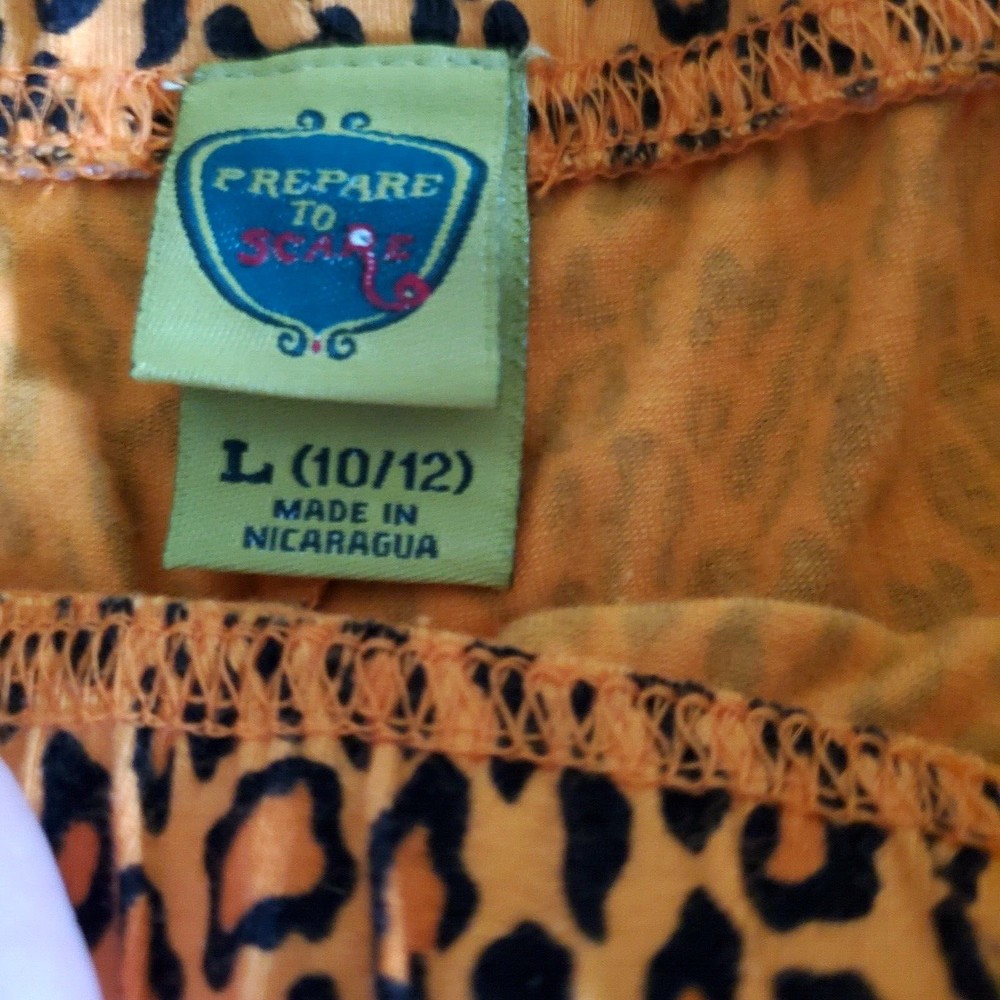 PREPARE
TO
SCARE
L (10/12)
MADE IN
NICARAGUA